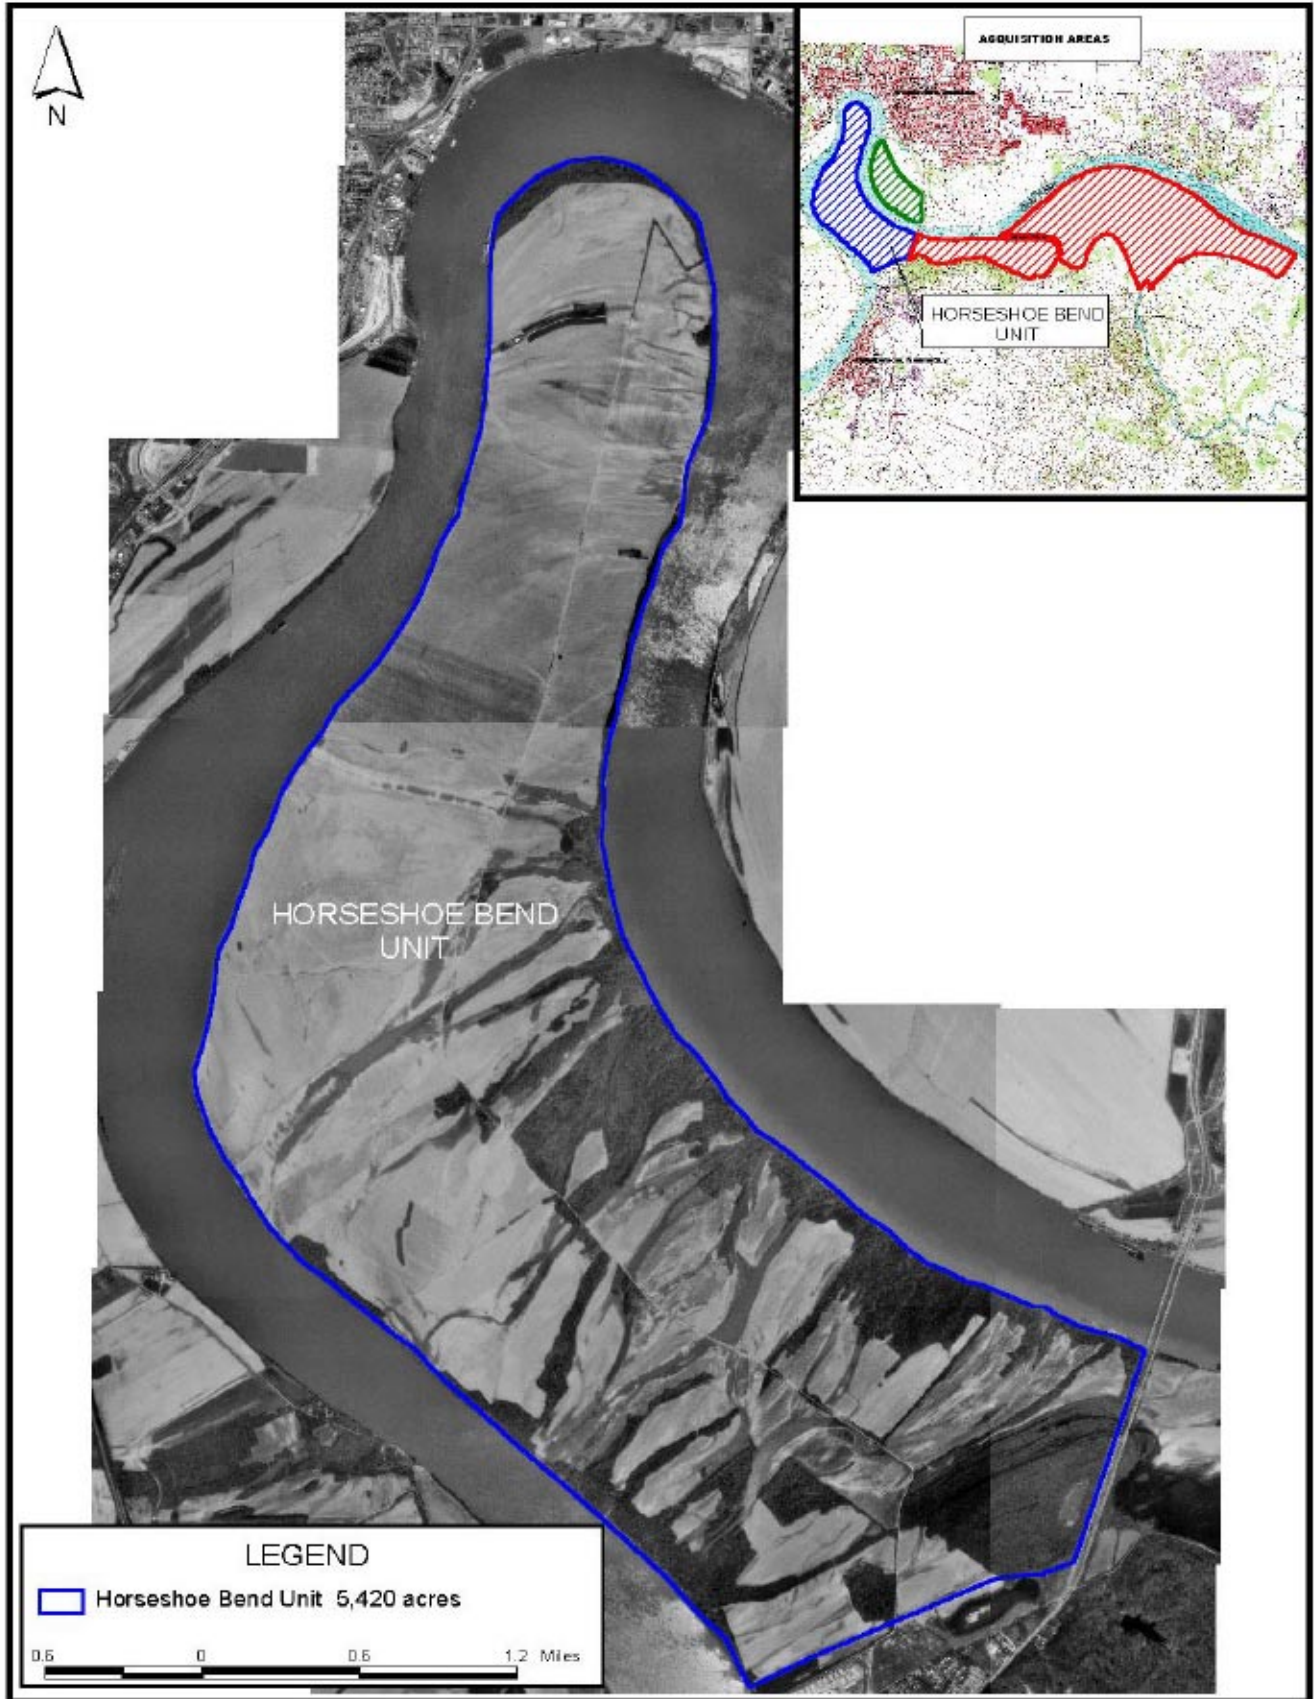 N
AGQUISITION AREAS
HORSESHOE BEND
UNIT
HORSESHOE BEND
UNIT
LEGEND
Horseshoe Bend Unit 5,420 acres
0.6 0 0.6 1.2 Miles